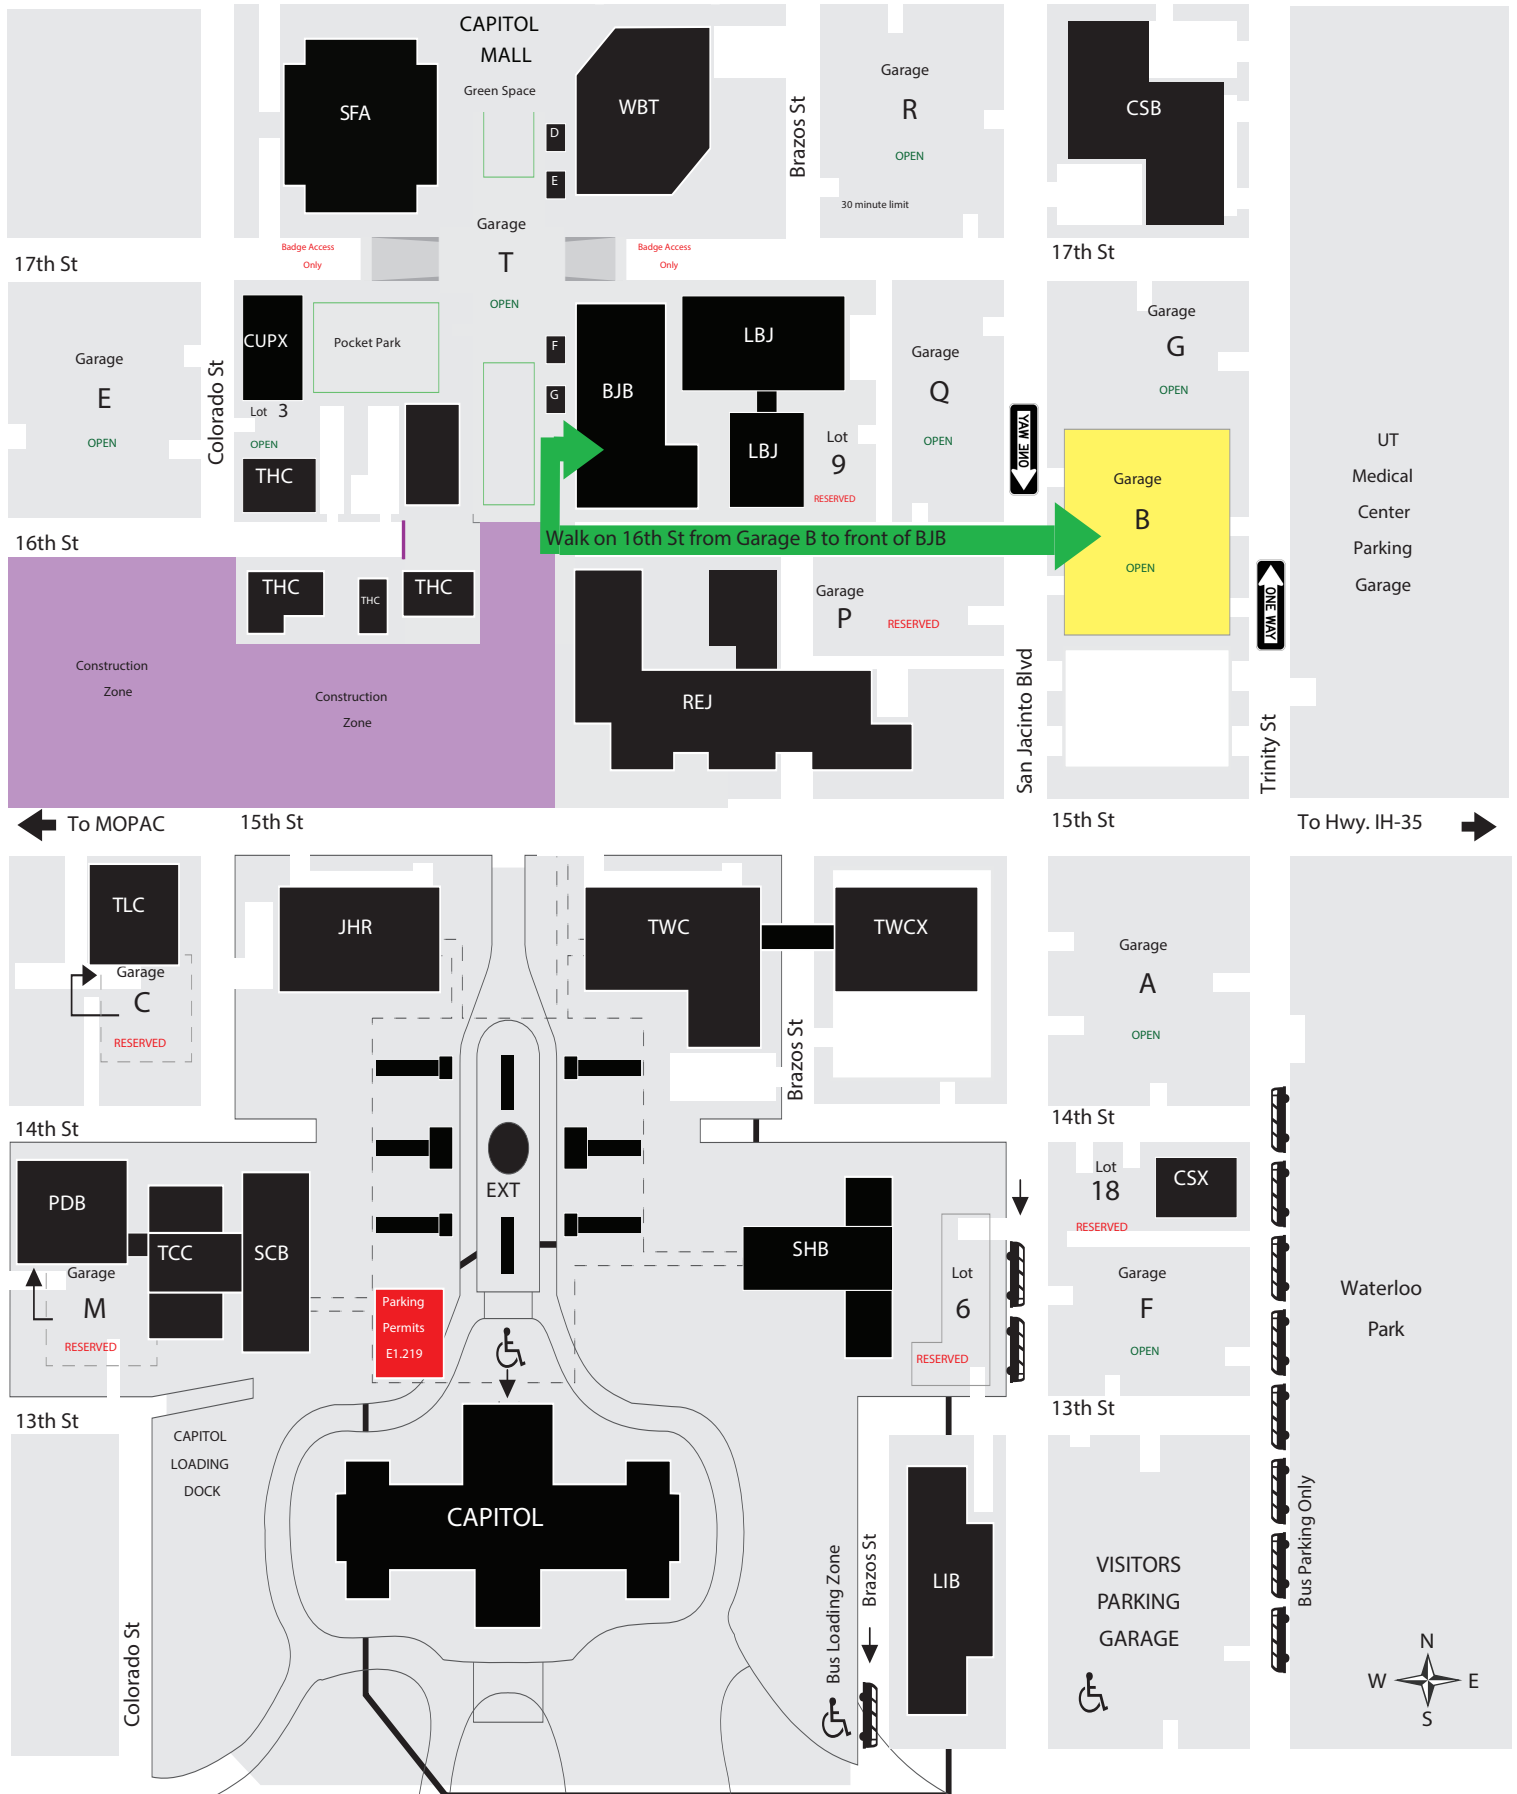 CAPITOL
MALL
Green Space
SFA
WBT
D
E
Brazos St
Garage
R
OPEN
30 minute limit
CSB
Garage
T
OPEN
Badge Access
Only
Badge Access
Only
17th St
17th St
Garage
E
OPEN
Colorado St
CUPX
Pocket Park
Lot 3
OPEN
THC
F
G
BJB
LBJ
LBJ
Lot
9
RESERVED
Garage
Q
OPEN
ONE WAY
Garage
G
OPEN
Garage
B
OPEN
UT
Medical
Center
Parking
Garage
16th St
Walk on 16th St from Garage B to front of BJB
THC
THC
THC
Garage
P
RESERVED
ONE WAY
Construction
Zone
Construction
Zone
REJ
San Jacinto Blvd
Trinity St
To MOPAC
15th St
15th St
To Hwy. IH-35
TLC
Garage
C
RESERVED
JHR
TWC
TWCX
Brazos St
Garage
A
OPEN
14th St
14th St
PDB
TCC
SCB
Garage
M
RESERVED
EXT
Parking
Permits
E1.219
SHB
Lot
6
RESERVED
Lot
18
RESERVED
CSX
Garage
F
OPEN
Waterloo
Park
13th St
13th St
CAPITOL
LOADING
DOCK
CAPITOL
Colorado St
Bus Loading Zone
Brazos St
LIB
VISITORS
PARKING
GARAGE
Bus Parking Only
N
W
E
S